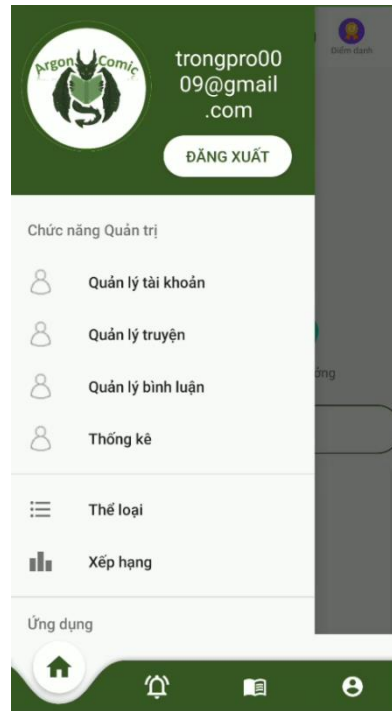 Argon Comic
trongpro00
09@gmail
.com
ĐĂNG XUẤT
Điểm danh
Chức năng Quản trị
Quản lý tài khoản
Quản lý truyện
Quản lý bình luận
Thống kê
Thể loại
Xếp hạng
Ứng dụng